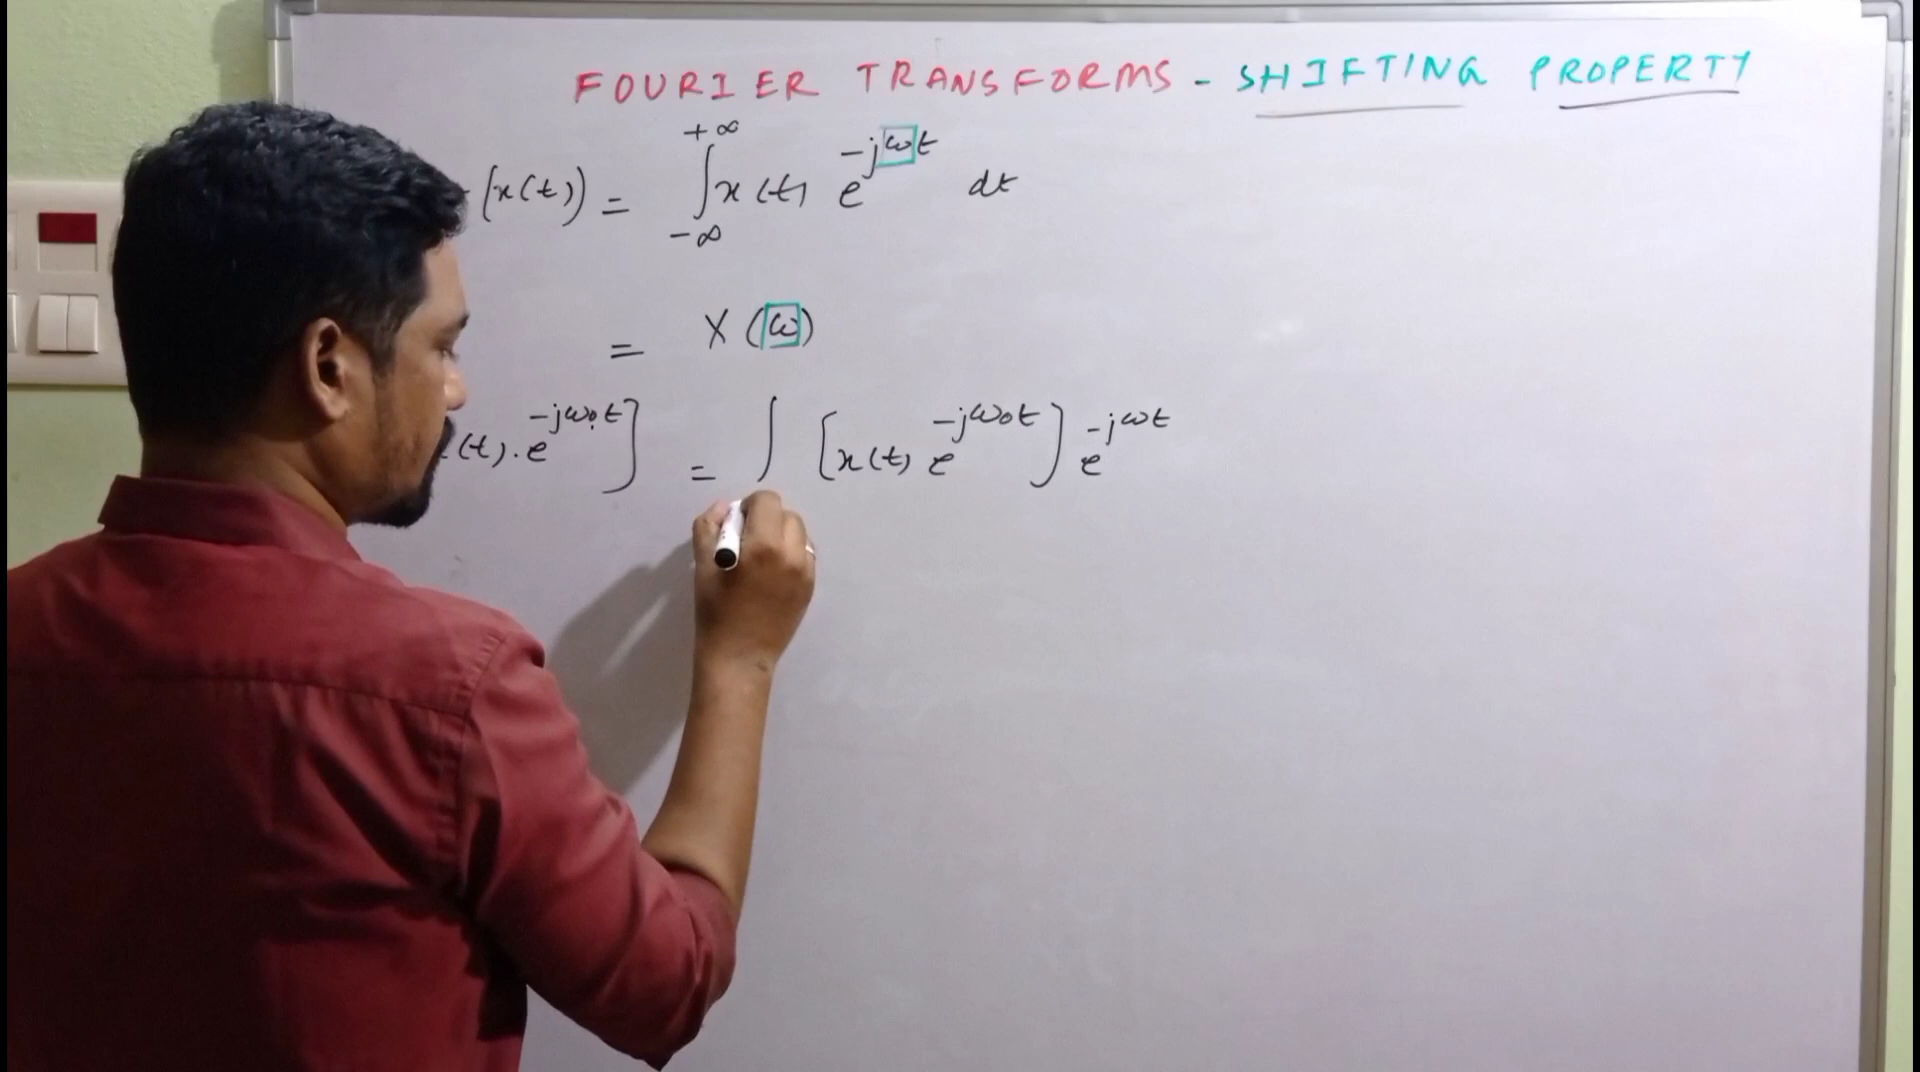 FOURIER TRANSFORMS - SHIFTING PROPERTY
(x(t)) = ∫_{-∞}^{+∞} x(t) e^{-jωt} dt
= X(ω)
(t).e^{-jω₀t}] = ∫ [x(t) e^{-jω₀t}] e^{-jωt}